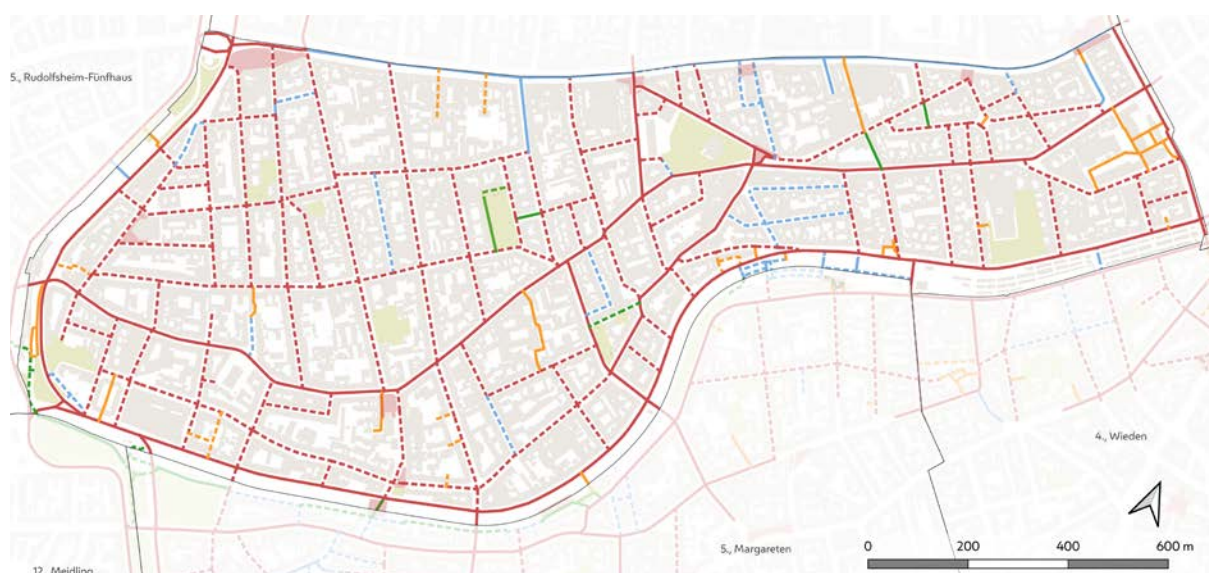 5., Rudolfsheim-Fünfhaus
4., Wieden
5., Margareten
0 200 400 600 m
12., Meidling